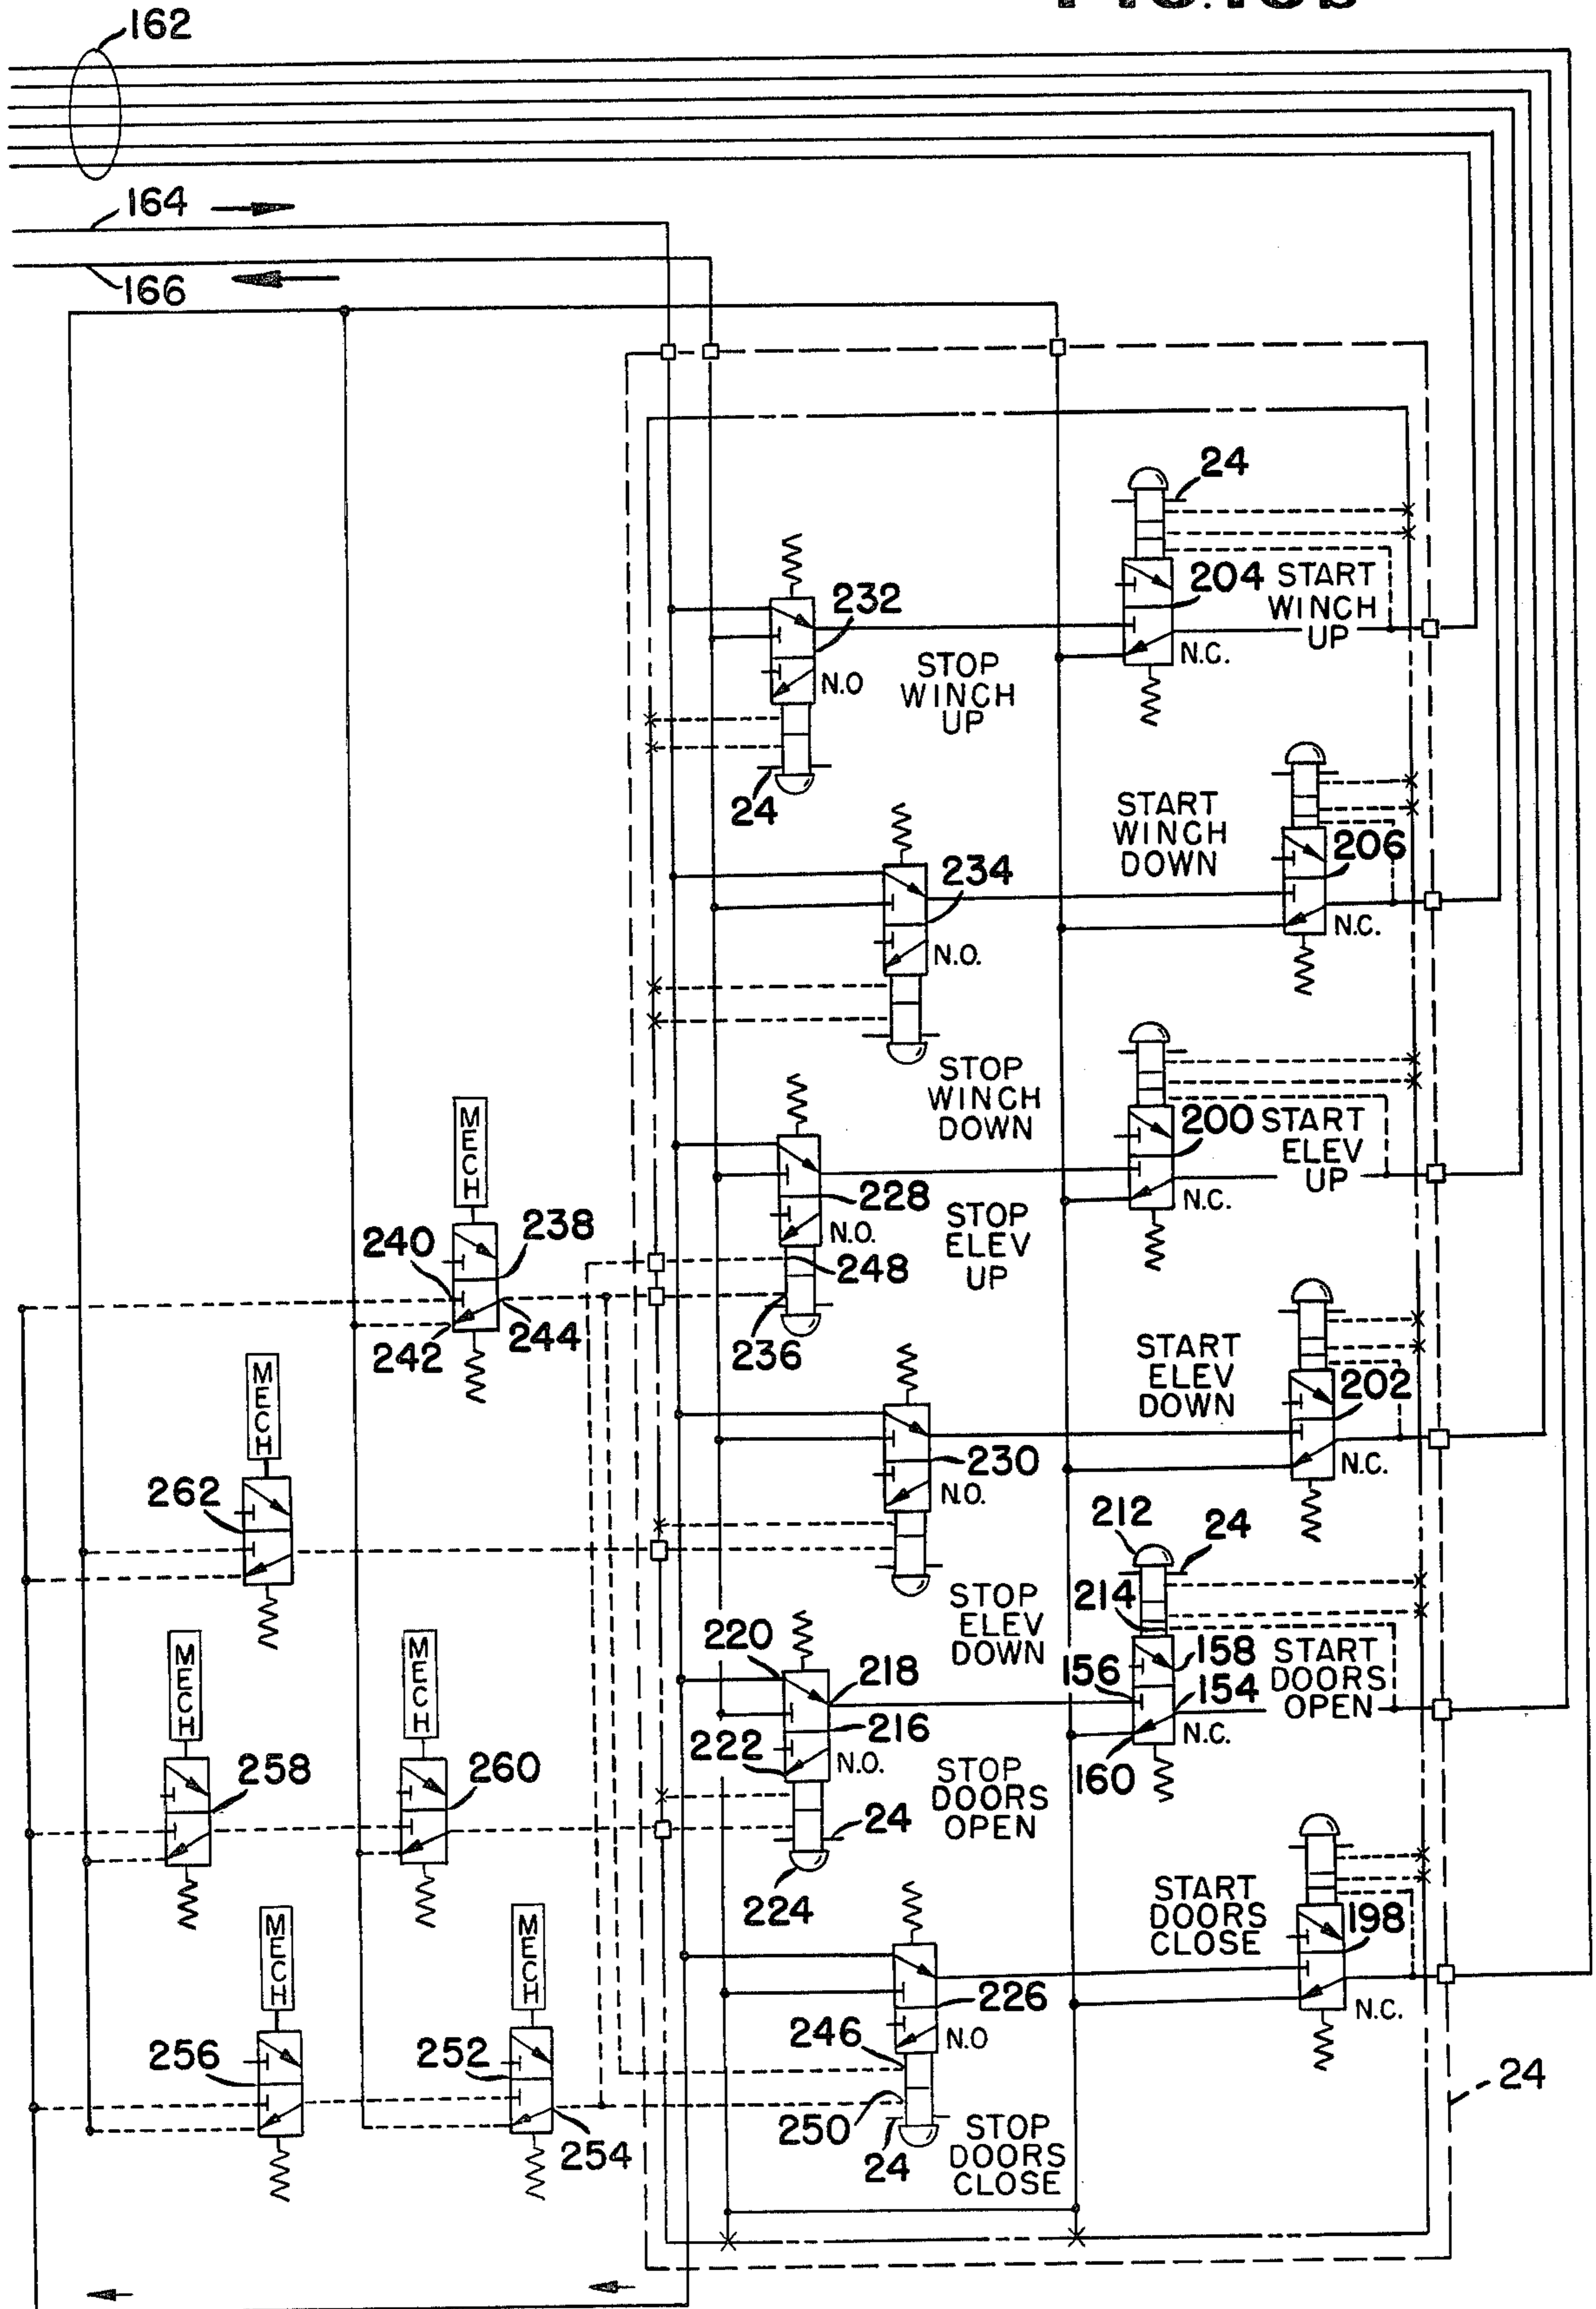 162
164
166
24
204 START
WINCH
UP
N.C.
232
N.O
STOP
WINCH
UP
24
START
WINCH
DOWN
206
N.C.
234
N.O.
STOP
WINCH
DOWN
200 START
ELEV
UP
N.C.
228
N.O.
STOP
ELEV
UP
248
236
MECH
238
240
242
244
START
ELEV
DOWN
202
N.C.
230
N.O.
STOP
ELEV
DOWN
MECH
262
212
24
214
158
156
154
START
DOORS
OPEN
N.C.
160
220
218
216
222
N.O.
STOP
DOORS
OPEN
24
224
MECH
258
MECH
260
START
DOORS
CLOSE
198
N.C.
226
N.O
246
250
24
STOP
DOORS
CLOSE
MECH
256
MECH
252
254
24